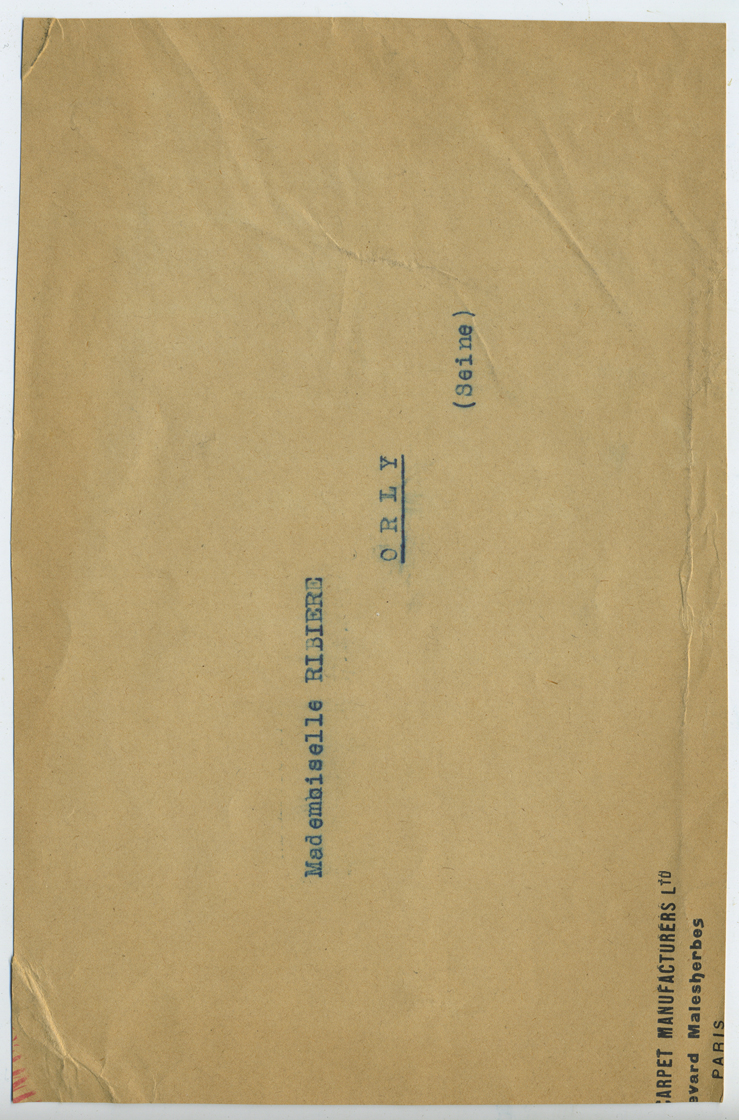 Mademoiselle RIBIERE
O R L Y
(Seine)
CARPET MANUFACTURERS LTD
evard Malesherbes
PARIS